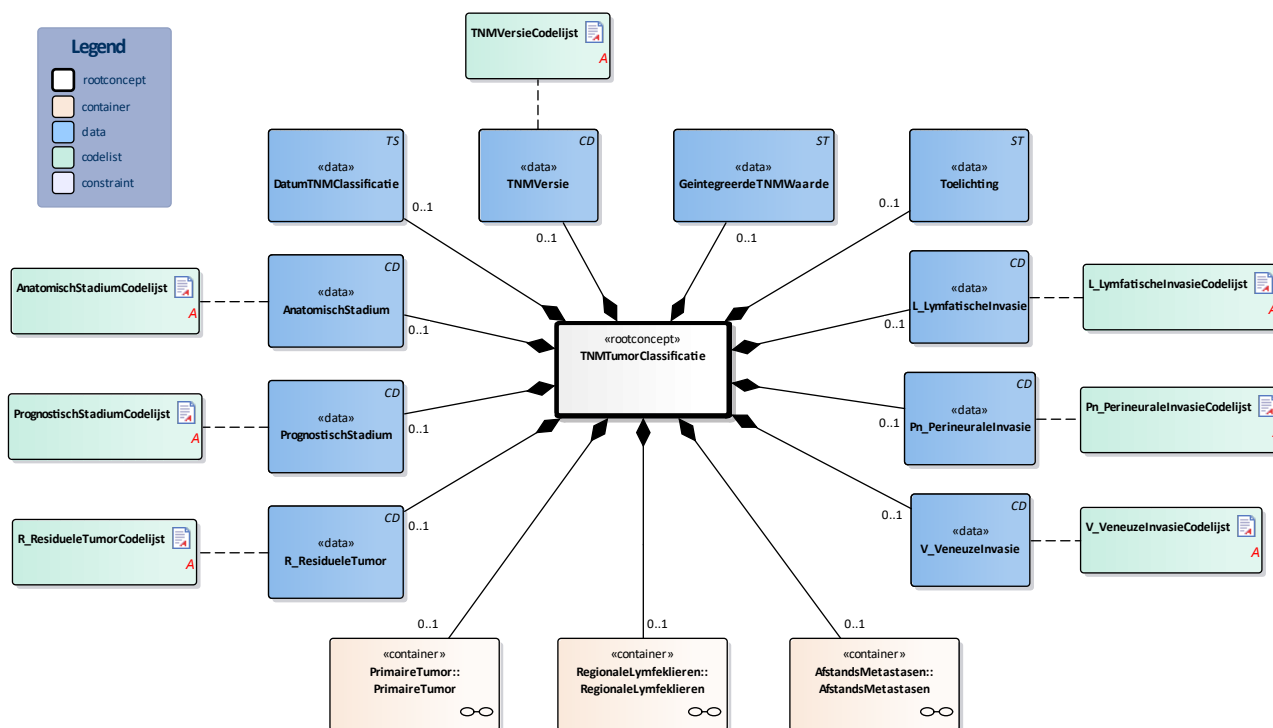 Legend
rootconcept
container
data
codelist
constraint
TNMVersieCodelijst
A
TS
«data»
DatumTNMClassificatie
0..1
CD
«data»
TNMVersie
0..1
ST
«data»
GeintegreerdeTNMWaarde
0..1
ST
«data»
Toelichting
0..1
AnatomischStadiumCodelijst
A
CD
«data»
AnatomischStadium
0..1
CD
«data»
L_LymfatischeInvasie
0..1
L_LymfatischeInvasieCodelijst
A
«rootconcept»
TNMTumorClassificatie
PrognostischStadiumCodelijst
A
CD
«data»
PrognostischStadium
0..1
CD
«data»
Pn_PerineuraleInvasie
0..1
Pn_PerineuraleInvasieCodelijst
R_ResidueleTumorCodelijst
A
CD
«data»
R_ResidueleTumor
0..1
CD
«data»
V_VeneuzeInvasie
0..1
V_VeneuzeInvasieCodelijst
A
0..1
«container»
PrimaireTumor::
PrimaireTumor
0..1
«container»
RegionaleLymfeklieren::
RegionaleLymfeklieren
0..1
«container»
AfstandsMetastasen::
AfstandsMetastasen